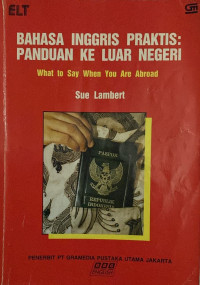 ELT
GM
BAHASA INGGRIS PRAKTIS:
PANDUAN KE LUAR NEGERI
What to Say When You Are Abroad
Sue Lambert
PASPOR
REPUBLIK
INDONESIA
PENERBIT PT GRAMEDIA PUSTAKA UTAMA JAKARTA